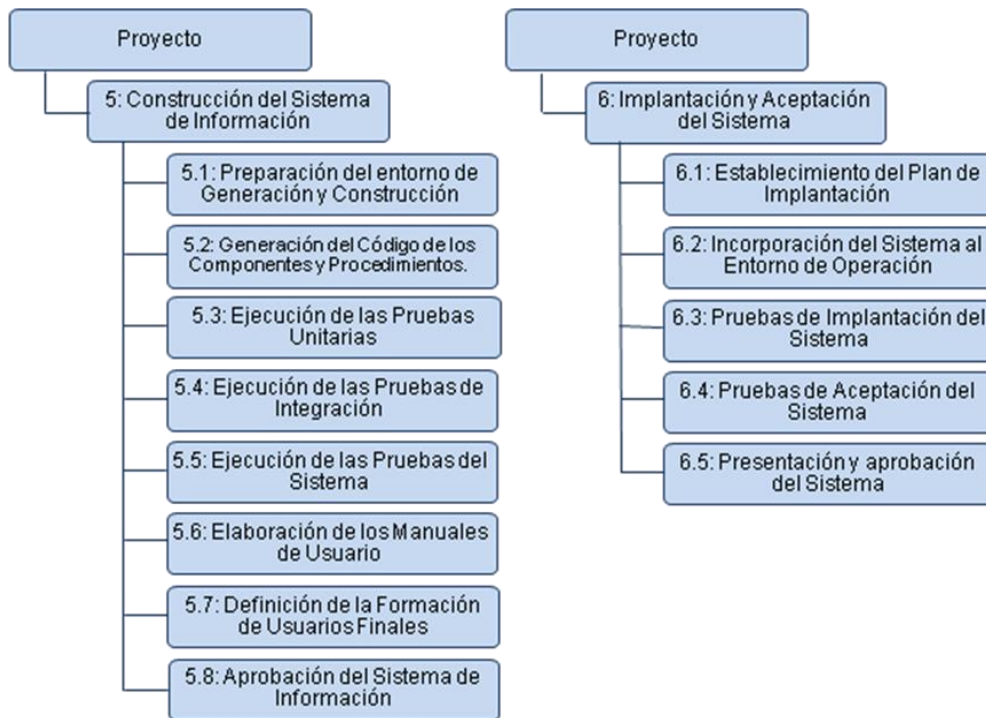 Proyecto
5: Construcción del Sistema
de Información
5.1: Preparación del entorno de
Generación y Construcción
5.2: Generación del Código de los
Componentes y Procedimientos.
5.3: Ejecución de las Pruebas
Unitarias
5.4: Ejecución de las Pruebas de
Integración
5.5: Ejecución de las Pruebas del
Sistema
5.6: Elaboración de los Manuales
de Usuario
5.7: Definición de la Formación
de Usuarios Finales
5.8: Aprobación del Sistema de
Información
Proyecto
6: Implantación y Aceptación
del Sistema
6.1: Establecimiento del Plan de
Implantación
6.2: Incorporación del Sistema al
Entorno de Operación
6.3: Pruebas de Implantación del
Sistema
6.4: Pruebas de Aceptación del
Sistema
6.5: Presentación y aprobación
del Sistema